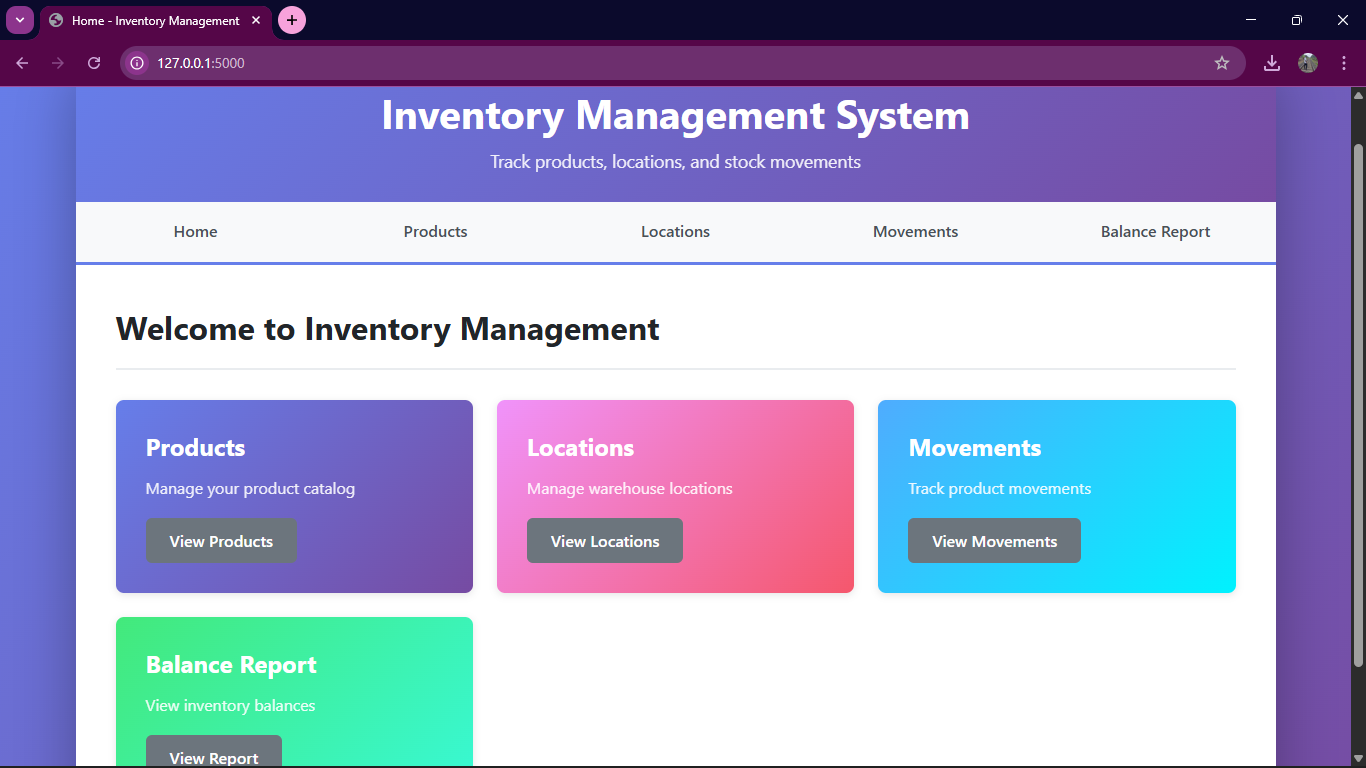 Home - Inventory Management
127.0.0.1:5000
Inventory Management System
Track products, locations, and stock movements
Home Products Locations Movements Balance Report
Welcome to Inventory Management
Products
Manage your product catalog
View Products
Locations
Manage warehouse locations
View Locations
Movements
Track product movements
View Movements
Balance Report
View inventory balances
View Report